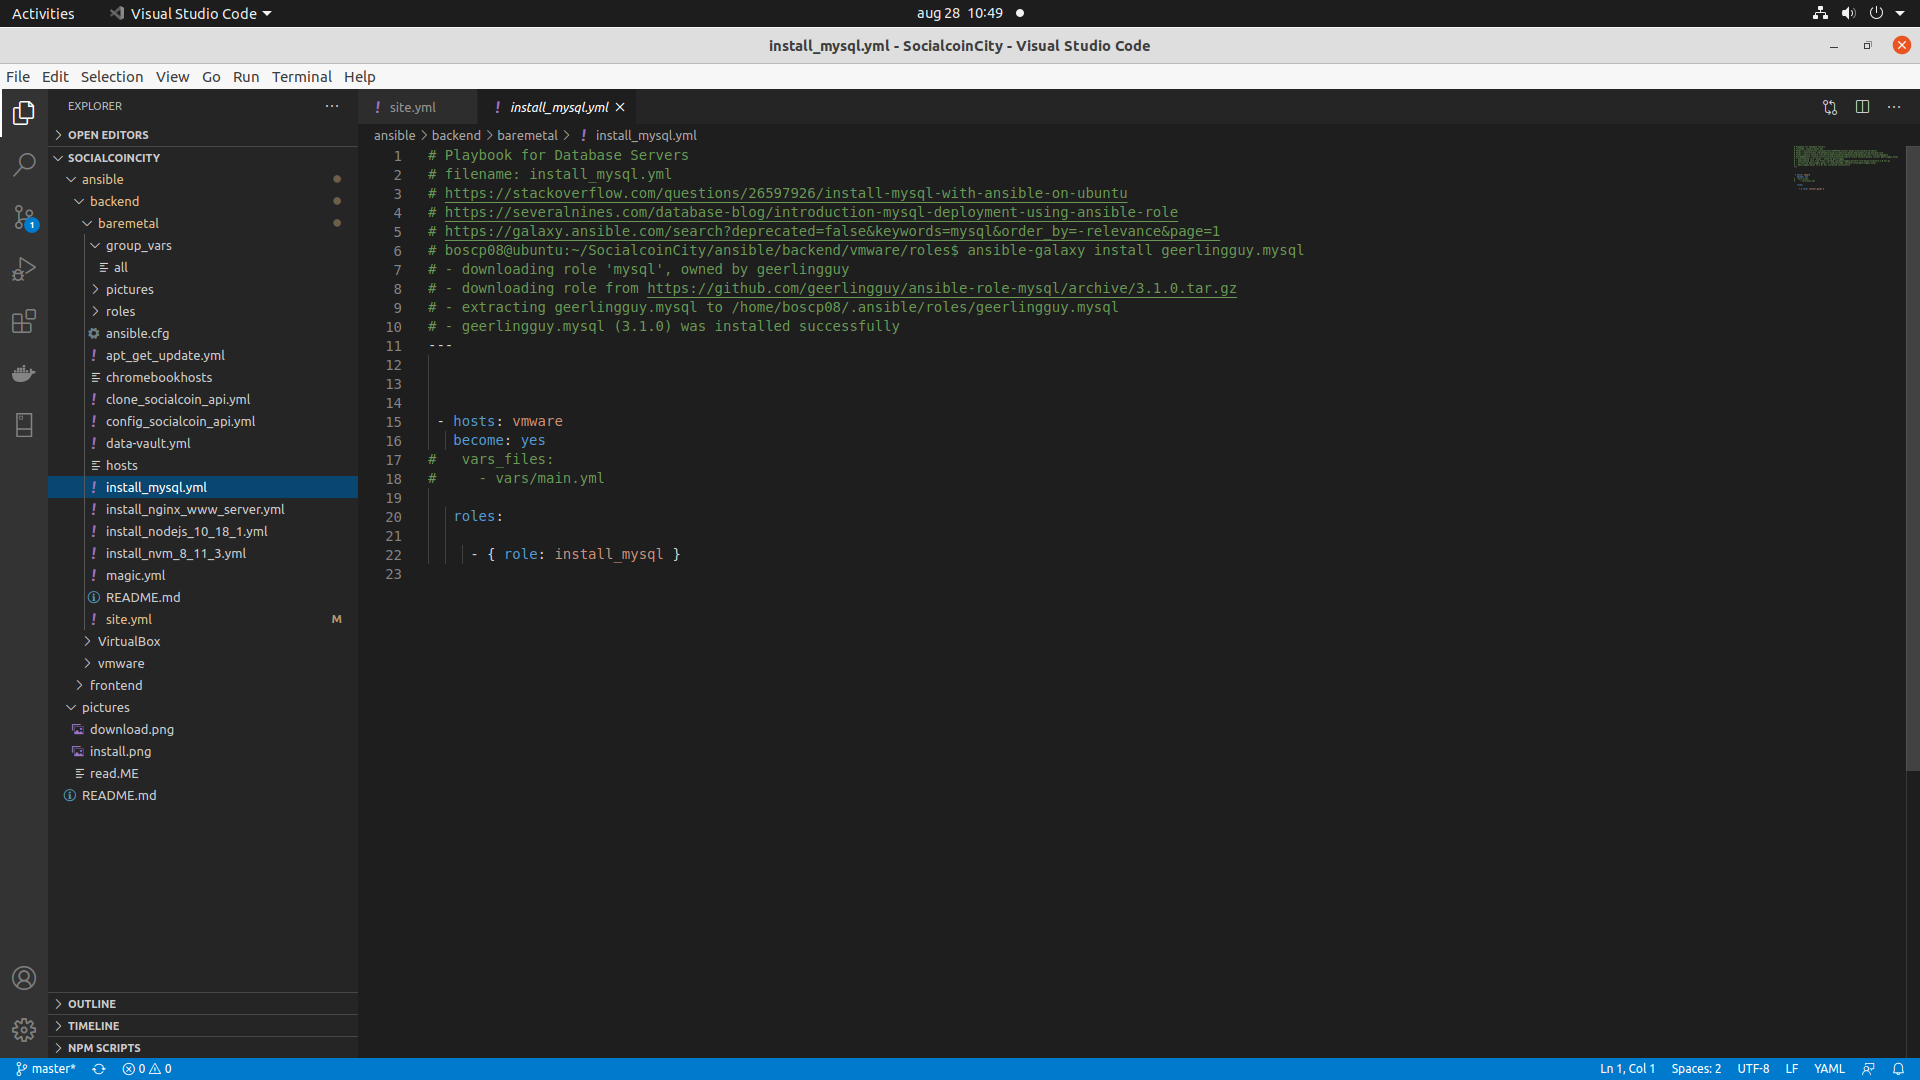 Activities
Visual Studio Code
aug 28 10:49
install_mysql.yml - SocialcoinCity - Visual Studio Code
File Edit Selection View Go Run Terminal Help
EXPLORER
OPEN EDITORS
SOCIALCOINCITY
ansible
backend
baremetal
group_vars
all
pictures
roles
ansible.cfg
! apt_get_update.yml
chromebookhosts
! clone_socialcoin_api.yml
! config_socialcoin_api.yml
! data-vault.yml
hosts
! install_mysql.yml
! install_nginx_www_server.yml
! install_nodejs_10_18_1.yml
! install_nvm_8_11_3.yml
! magic.yml
README.md
! site.yml M
VirtualBox
vmware
frontend
pictures
download.png
install.png
read.ME
README.md
OUTLINE
TIMELINE
NPM SCRIPTS
1
! site.yml
! install_mysql.yml
ansible > backend > baremetal > ! install_mysql.yml
1 # Playbook for Database Servers
2 # filename: install_mysql.yml
3 # https://stackoverflow.com/questions/26597926/install-mysql-with-ansible-on-ubuntu
4 # https://severalnines.com/database-blog/introduction-mysql-deployment-using-ansible-role
5 # https://galaxy.ansible.com/search?deprecated=false&keywords=mysql&order_by=-relevance&page=1
6 # boscp08@ubuntu:~/SocialcoinCity/ansible/backend/vmware/roles$ ansible-galaxy install geerlingguy.mysql
7 # - downloading role 'mysql', owned by geerlingguy
8 # - downloading role from https://github.com/geerlingguy/ansible-role-mysql/archive/3.1.0.tar.gz
9 # - extracting geerlingguy.mysql to /home/boscp08/.ansible/roles/geerlingguy.mysql
10 # - geerlingguy.mysql (3.1.0) was installed successfully
11 ---
12
13
14
15 - hosts: vmware
16 become: yes
17 # vars_files:
18 # - vars/main.yml
19
20 roles:
21
22 - { role: install_mysql }
23
master* 0 0
Ln 1, Col 1 Spaces: 2 UTF-8 LF YAML